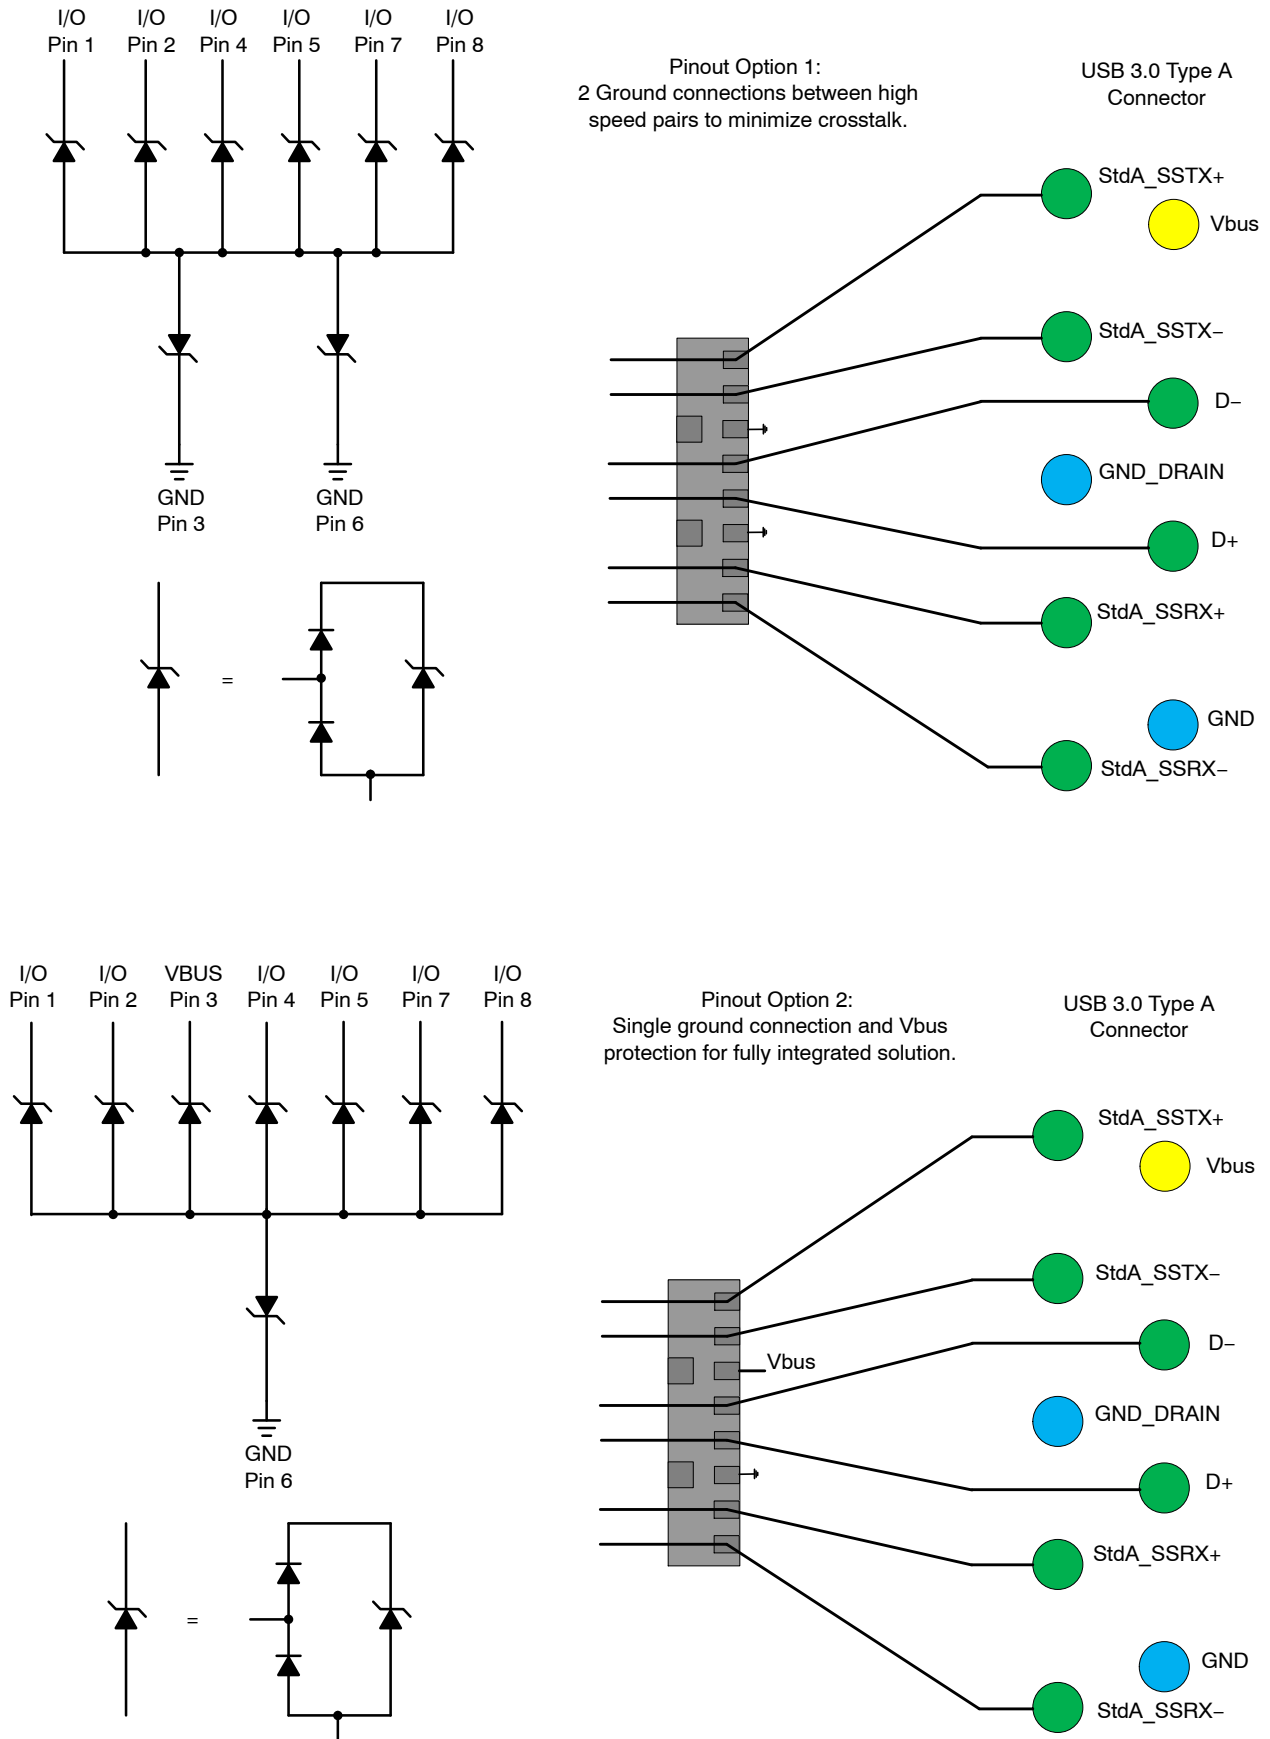 I/O I/O I/O I/O I/O I/O
Pin 1 Pin 2 Pin 4 Pin 5 Pin 7 Pin 8
GND GND
Pin 3 Pin 6
=
Pinout Option 1:
2 Ground connections between high
speed pairs to minimize crosstalk.
USB 3.0 Type A
Connector
StdA_SSTX+
Vbus
StdA_SSTX−
D−
GND_DRAIN
D+
StdA_SSRX+
GND
StdA_SSRX−
I/O I/O VBUS I/O I/O I/O I/O
Pin 1 Pin 2 Pin 3 Pin 4 Pin 5 Pin 7 Pin 8
GND
Pin 6
=
Pinout Option 2:
Single ground connection and Vbus
protection for fully integrated solution.
Vbus
USB 3.0 Type A
Connector
StdA_SSTX+
Vbus
StdA_SSTX−
D−
GND_DRAIN
D+
StdA_SSRX+
GND
StdA_SSRX−